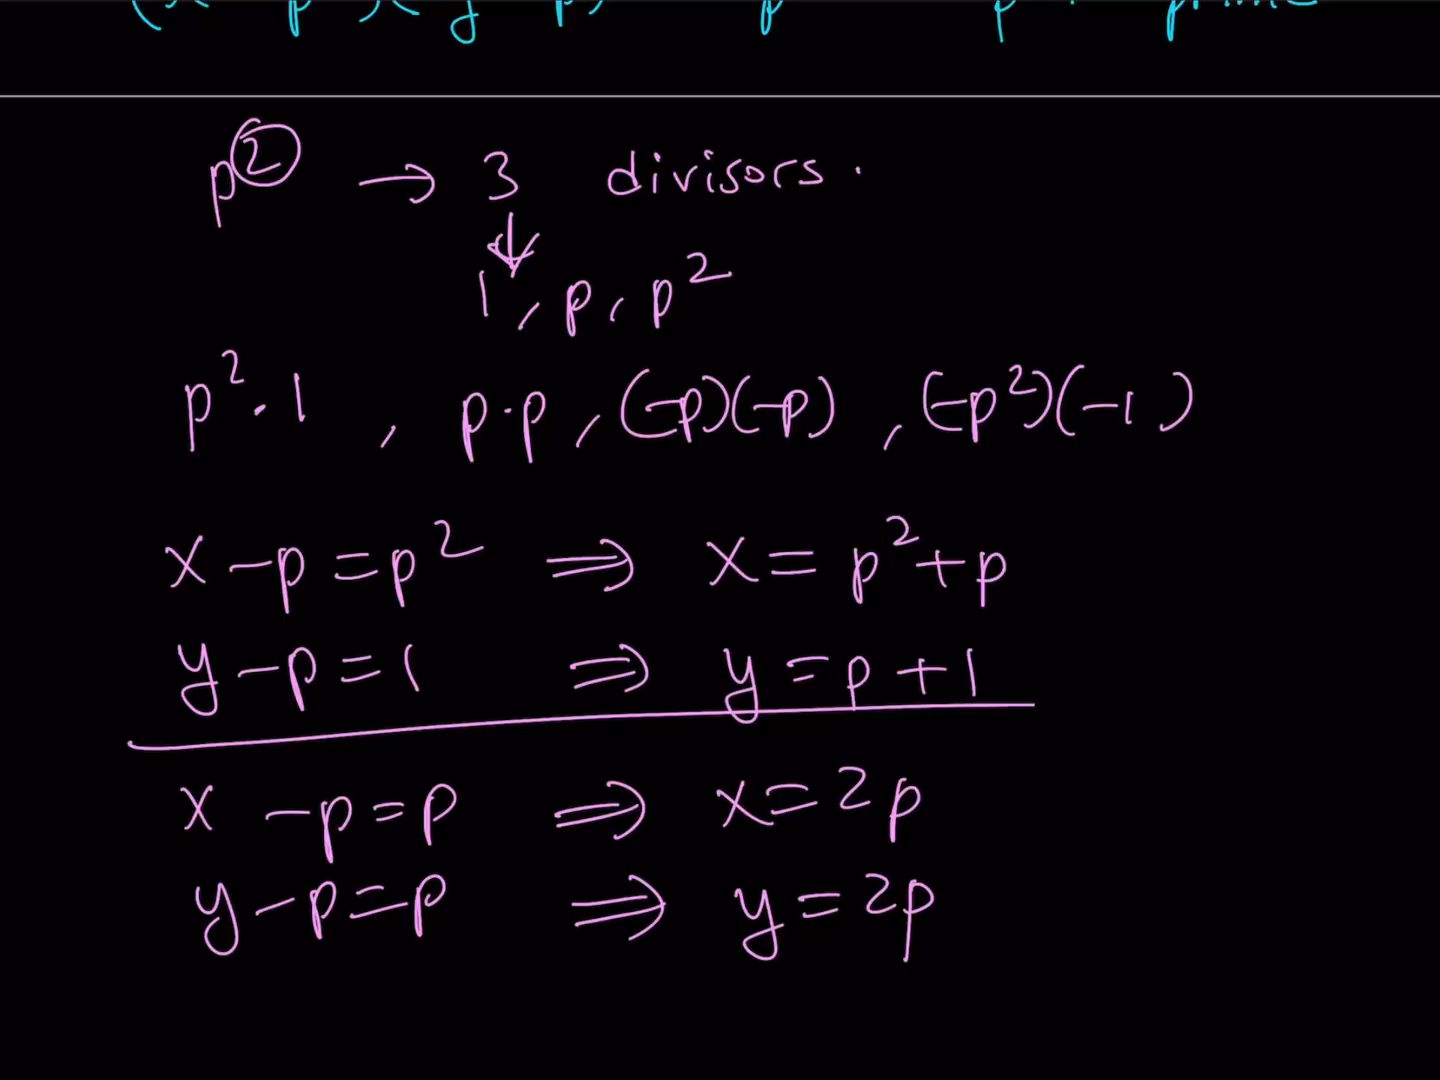 p² → 3 divisors.
↓
1, p, p²
p²·1, p·p, (-p)(-p), (-p²)(-1)
x-p=p² ⇒ x=p²+p
y-p=1 ⇒ y=p+1
x-p=p ⇒ x=2p
y-p=p ⇒ y=2p